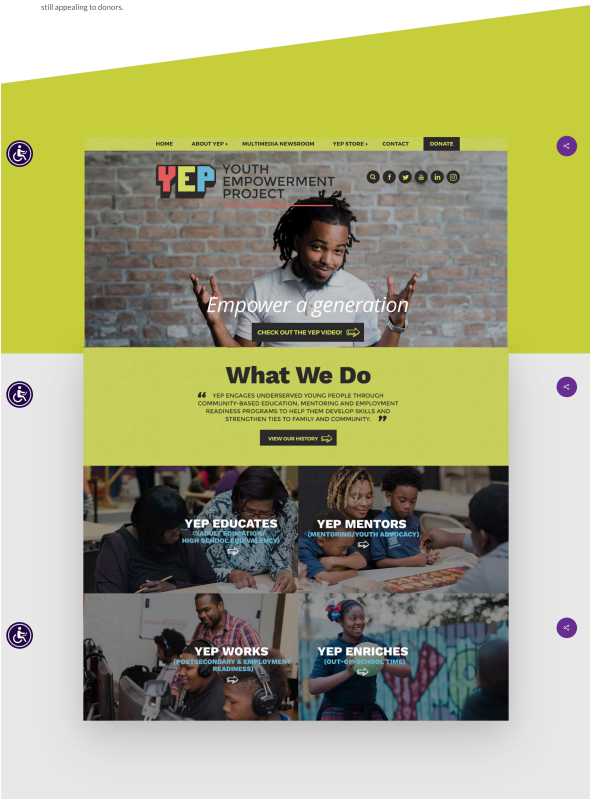 still appealing to donors.
HOME ABOUT YEP MULTIMEDIA NEWSROOM YEP STORE CONTACT DONATE
YEP YOUTH
EMPOWERMENT
PROJECT
Empower a generation
CHECK OUT THE YEP VIDEO!
What We Do
“ YEP ENGAGES UNDERSERVED YOUNG PEOPLE THROUGH
COMMUNITY-BASED EDUCATION, MENTORING AND EMPLOYMENT
READINESS PROGRAMS TO HELP THEM DEVELOP SKILLS AND
STRENGTHEN TIES TO FAMILY AND COMMUNITY. ”
VIEW OUR HISTORY
YEP EDUCATES
(ADULT EDUCATION/
HIGH SCHOOL EQUIVALENCY)
YEP MENTORS
(MENTORING/YOUTH ADVOCACY)
YEP WORKS
(POSTSECONDARY & EMPLOYMENT
READINESS)
YEP ENRICHES
(OUT-OF-SCHOOL TIME)